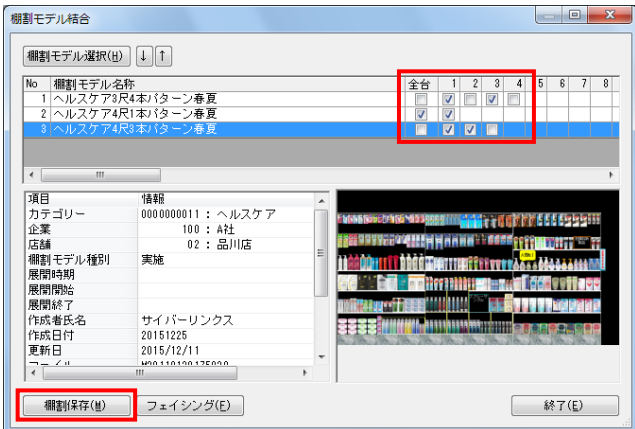 棚割モデル結合
棚割モデル選択(H) ↓ ↑
No 棚割モデル名称 全台 1 2 3 4 5 6 7 8
1 ヘルスケア3尺4本パターン春夏
2 ヘルスケア4尺1本パターン春夏
3 ヘルスケア4尺3本パターン春夏
項目 情報
カテゴリー 0000000011 : ヘルスケア
企業 100 : A社
店舗 02 : 品川店
棚割モデル種別 実施
展開時期
展開開始
展開終了
作成者氏名 サイバーリンクス
作成日付 20151225
更新日 2015/12/11
棚割保存(M) フェイシング(F) 終了(E)